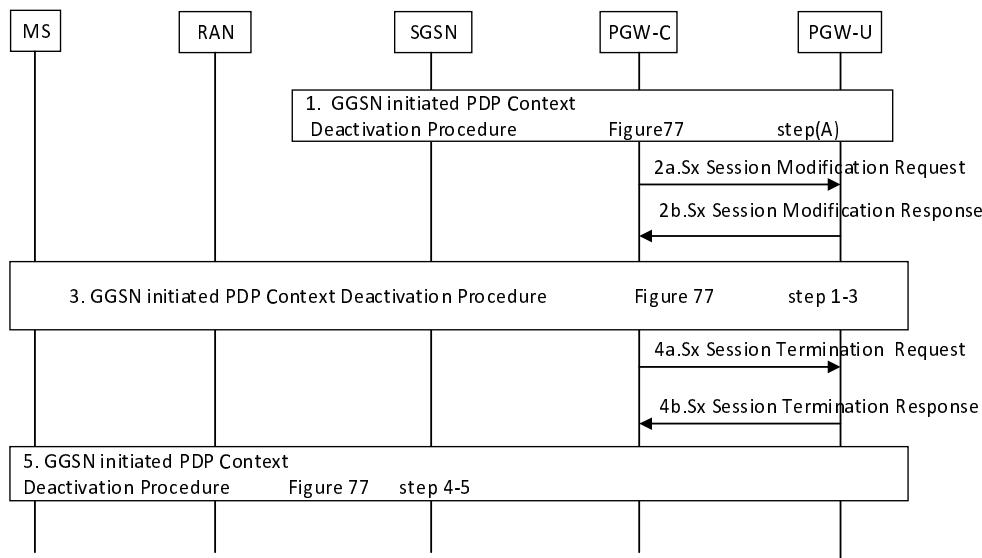 MS
RAN
SGSN
PGW-C
PGW-U
1. GGSN initiated PDP Context
Deactivation Procedure Figure77 step(A)
2a.Sx Session Modification Request
2b.Sx Session Modification Response
3. GGSN initiated PDP Context Deactivation Procedure Figure 77 step 1-3
4a.Sx Session Termination Request
4b.Sx Session Termination Response
5. GGSN initiated PDP Context
Deactivation Procedure Figure 77 step 4-5